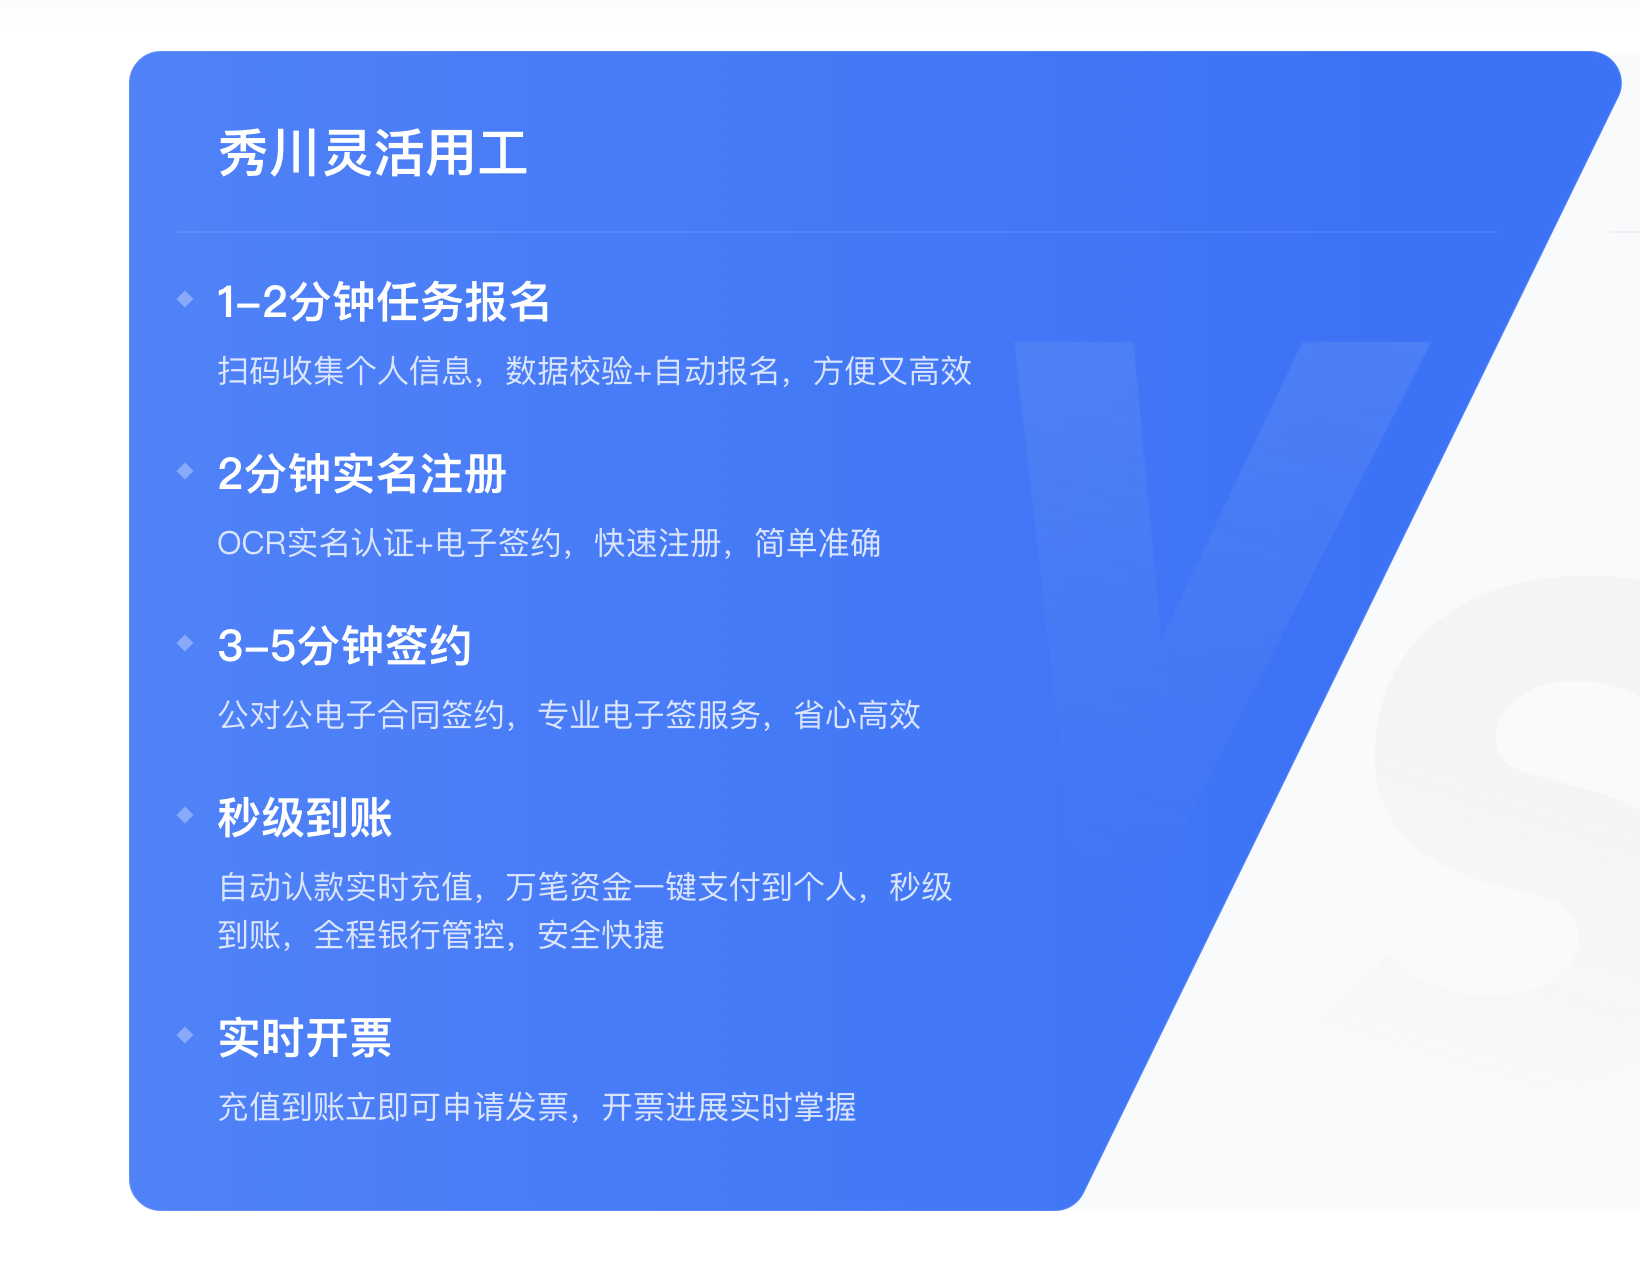 秀川灵活用工
1-2分钟任务报名
扫码收集个人信息，数据校验+自动报名，方便又高效
2分钟实名注册
OCR实名认证+电子签约，快速注册，简单准确
3-5分钟签约
公对公电子合同签约，专业电子签服务，省心高效
秒级到账
自动认款实时充值，万笔资金一键支付到个人，秒级
到账，全程银行管控，安全快捷
实时开票
充值到账立即可申请发票，开票进展实时掌握
V
S